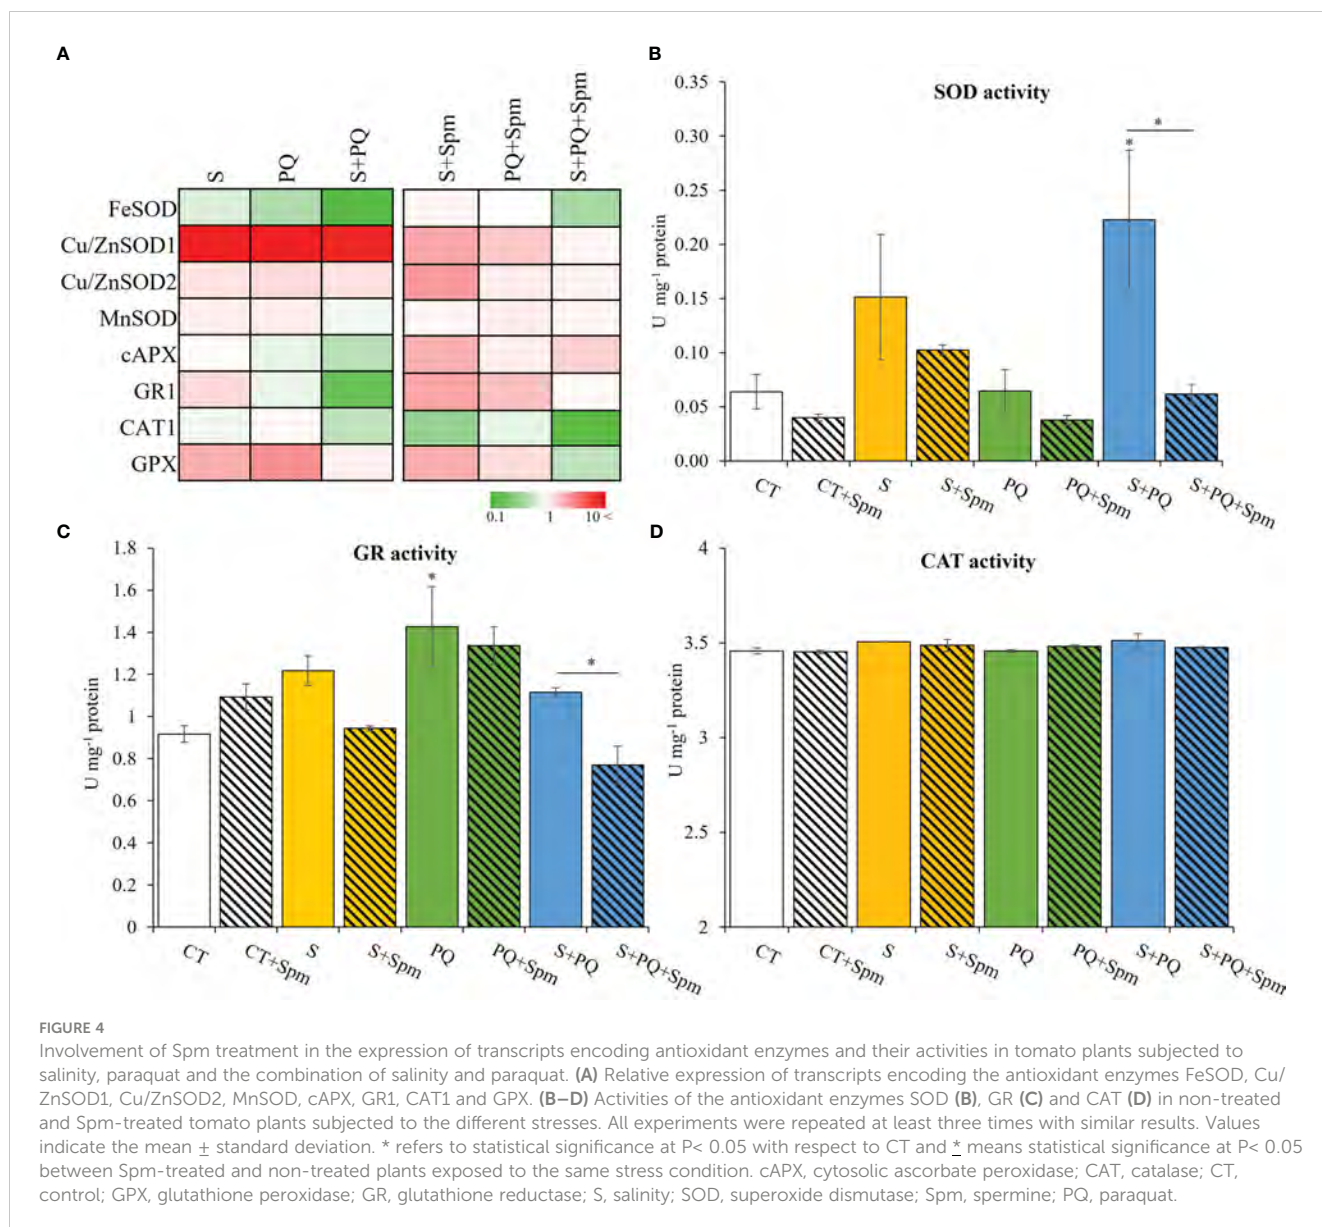 A
S
PQ
S+PQ
S+Spm
PQ+Spm
S+PQ+Spm
FeSOD
Cu/ZnSOD1
Cu/ZnSOD2
MnSOD
cAPX
GR1
CAT1
GPX
0.1 1 10 <
B
SOD activity
U mg⁻¹ protein
0.35
0.30
0.25
0.20
0.15
0.10
0.05
0.00
*
*
CT
CT+Spm
S
S+Spm
PQ
PQ+Spm
S+PQ
S+PQ+Spm
C
GR activity
U mg⁻¹ protein
1.8
1.6
1.4
1.2
1
0.8
0.6
0.4
0.2
0
*
*
CT
CT+Spm
S
S+Spm
PQ
PQ+Spm
S+PQ
S+PQ+Spm
D
CAT activity
U mg⁻¹ protein
4
3.5
3
2.5
2
CT
CT+Spm
S
S+Spm
PQ
PQ+Spm
S+PQ
S+PQ+Spm
FIGURE 4
Involvement of Spm treatment in the expression of transcripts encoding antioxidant enzymes and their activities in tomato plants subjected to
salinity, paraquat and the combination of salinity and paraquat. (A) Relative expression of transcripts encoding the antioxidant enzymes FeSOD, Cu/
ZnSOD1, Cu/ZnSOD2, MnSOD, cAPX, GR1, CAT1 and GPX. (B–D) Activities of the antioxidant enzymes SOD (B), GR (C) and CAT (D) in non-treated
and Spm-treated tomato plants subjected to the different stresses. All experiments were repeated at least three times with similar results. Values
indicate the mean ± standard deviation. * refers to statistical significance at P< 0.05 with respect to CT and * means statistical significance at P< 0.05
between Spm-treated and non-treated plants exposed to the same stress condition. cAPX, cytosolic ascorbate peroxidase; CAT, catalase; CT,
control; GPX, glutathione peroxidase; GR, glutathione reductase; S, salinity; SOD, superoxide dismutase; Spm, spermine; PQ, paraquat.